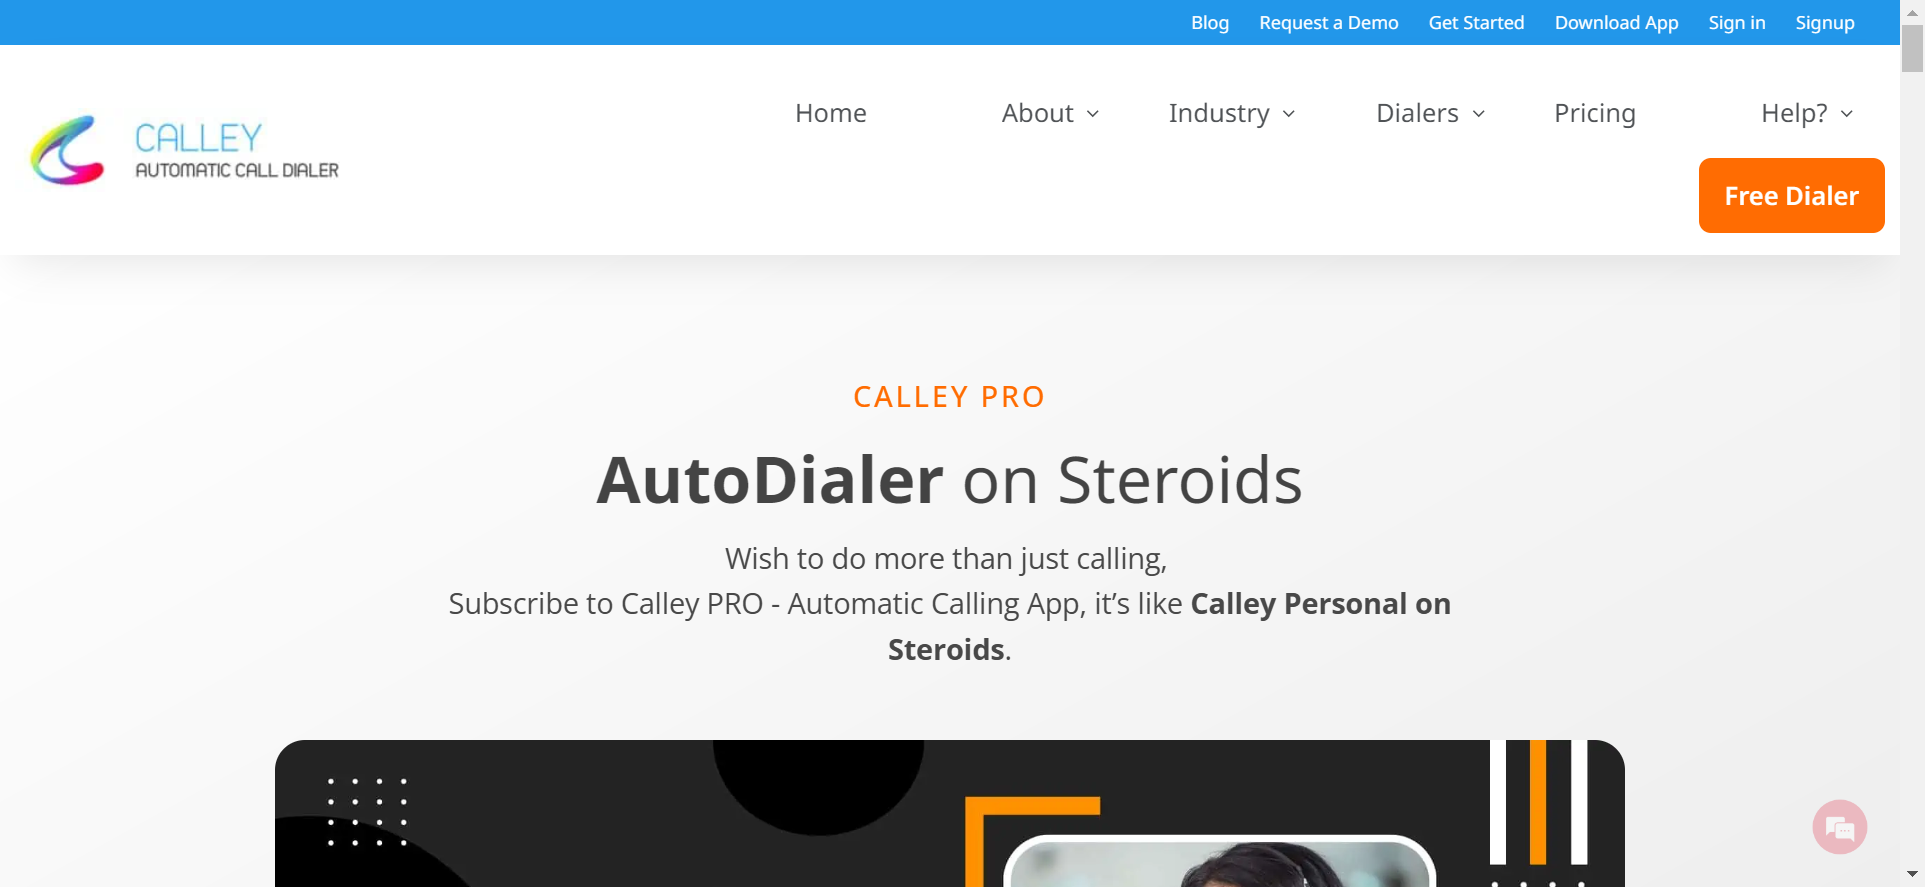 Blog Request a Demo Get Started Download App Sign in Signup
CALLEY
AUTOMATIC CALL DIALER
Home About Industry Dialers Pricing Help?
Free Dialer
CALLEY PRO
AutoDialer on Steroids
Wish to do more than just calling,
Subscribe to Calley PRO - Automatic Calling App, it’s like Calley Personal on
Steroids.